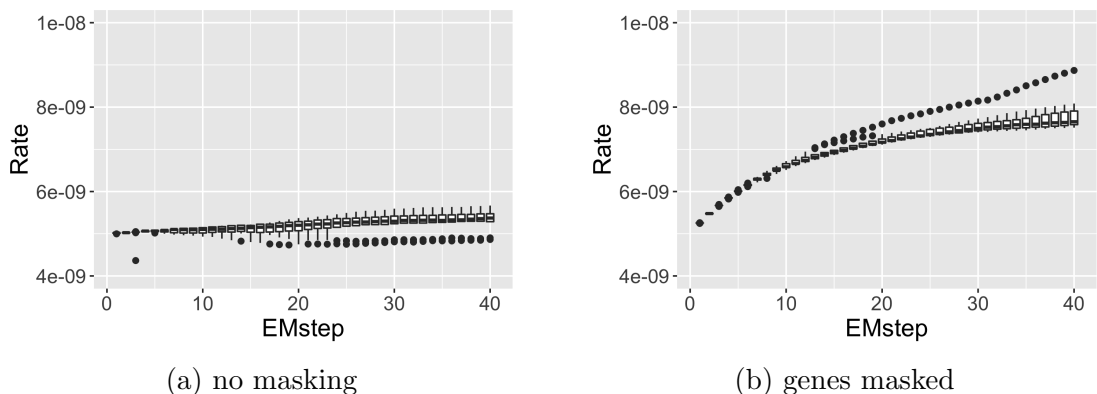 1e-08
8e-09
6e-09
4e-09
Rate
0 10 20 30 40
EMstep
(a) no masking
1e-08
8e-09
6e-09
4e-09
Rate
0 10 20 30 40
EMstep
(b) genes masked